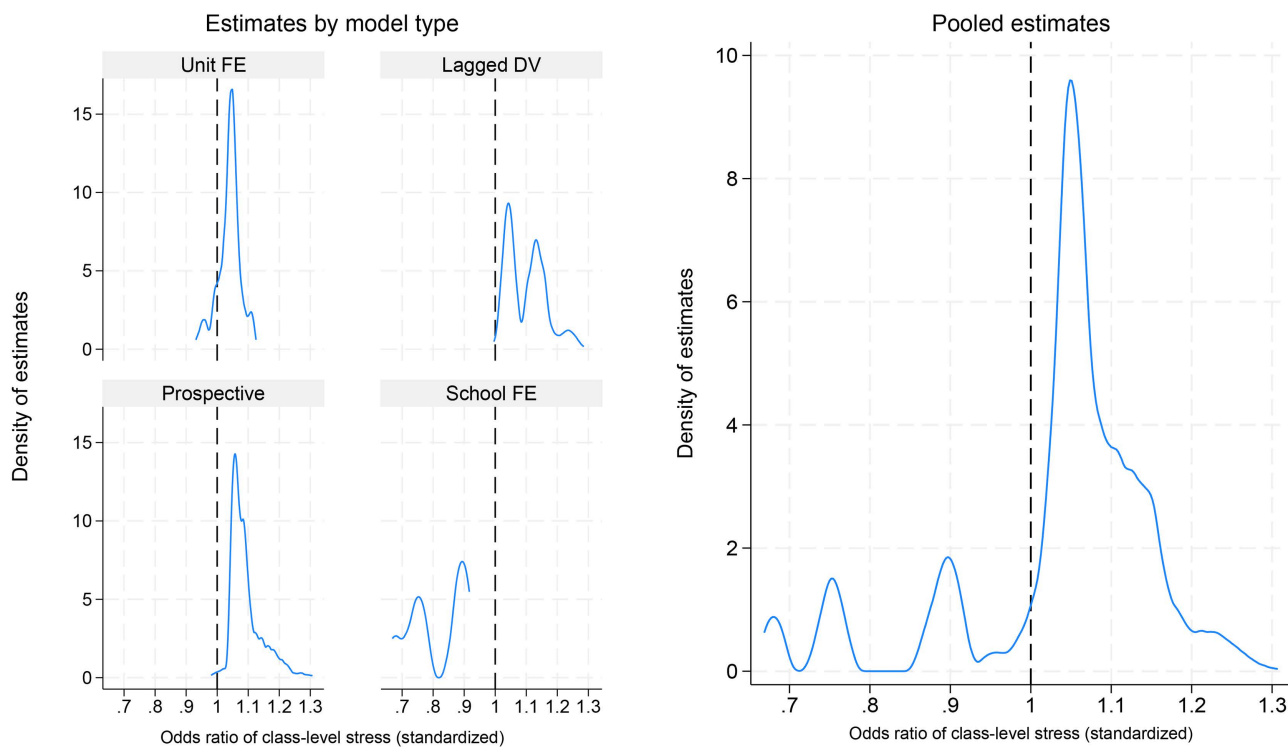 Estimates by model type
Unit FE
Lagged DV
15
10
5
0
Prospective
School FE
15
10
5
0
.7 .8 .9 1 1.1 1.2 1.3
.7 .8 .9 1 1.1 1.2 1.3
Density of estimates
Odds ratio of class-level stress (standardized)
Pooled estimates
10
8
6
4
2
0
.7 .8 .9 1 1.1 1.2 1.3
Density of estimates
Odds ratio of class-level stress (standardized)